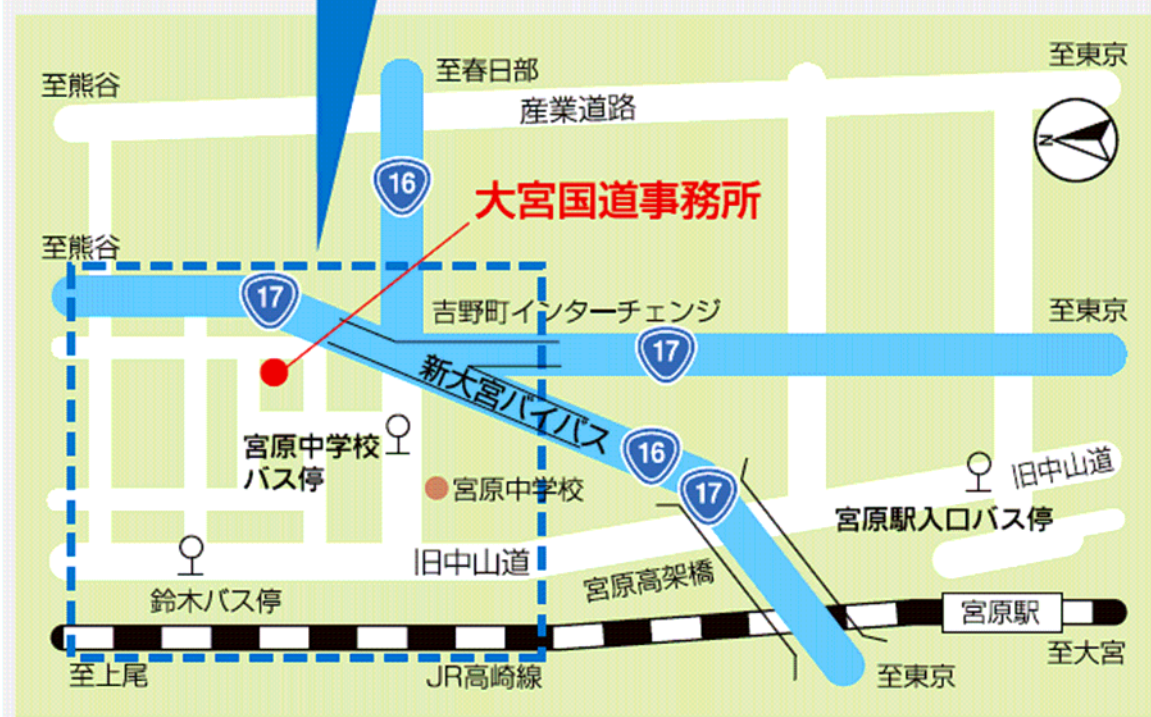 至春日部
至東京
至熊谷
産業道路
N
16
大宮国道事務所
至熊谷
17
吉野町インターチェンジ
至東京
17
新大宮バイパス
宮原中学校
バス停
16
旧中山道
宮原中学校
17
宮原駅入口バス停
旧中山道
宮原高架橋
鈴木バス停
宮原駅
至上尾
JR高崎線
至東京
至大宮